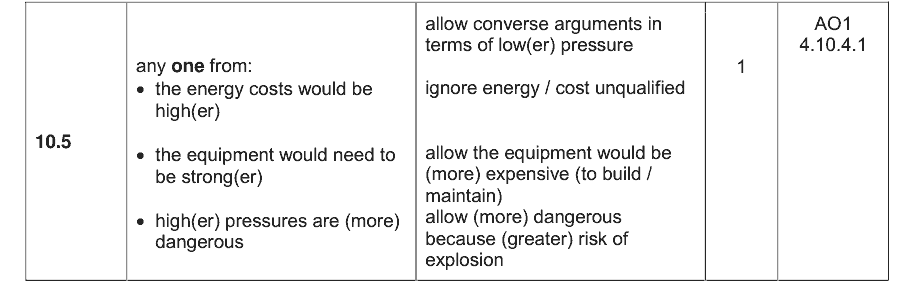 10.5
any one from:
• the energy costs would be
high(er)
• the equipment would need to
be strong(er)
• high(er) pressures are (more)
dangerous
allow converse arguments in
terms of low(er) pressure
ignore energy / cost unqualified
allow the equipment would be
(more) expensive (to build /
maintain)
allow (more) dangerous
because (greater) risk of
explosion
1
AO1
4.10.4.1